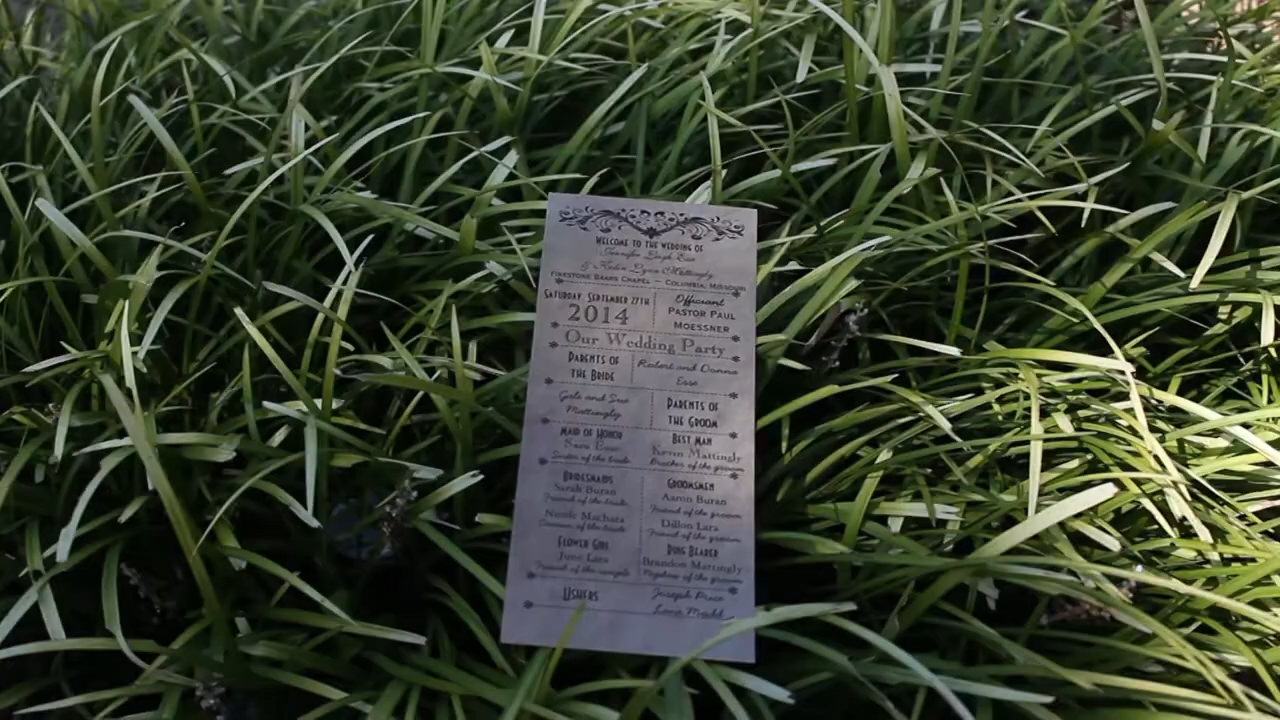 WELCOME TO THE WEDDING OF
Jennifer Leigh Esse
& Kevin Lynn Mattingly
FIRESTONE BAARS CHAPEL – COLUMBIA, MISSOURI
SATURDAY, SEPTEMBER 27TH
2014
Officiant
PASTOR PAUL
MOESSNER
Our Wedding Party
PARENTS OF
THE BRIDE
Robert and Donna
Esse
Gale and Sue
Mattingly
PARENTS OF
THE GROOM
MAID OF HONOR
Sara Esse
Sister of the bride
BEST MAN
Kevin Mattingly
Brother of the groom
BRIDESMAIDS
Sarah Buran
Friend of the bride
Nicole Machata
of the bride
GROOMSMEN
Aaron Buran
Friend of the groom
Dillon Lara
Friend of the groom
FLOWER GIRL
June Lara
Friend of the couple
RING BEARER
Brandon Mattingly
Nephew of the groom
USHERS
Joseph Price